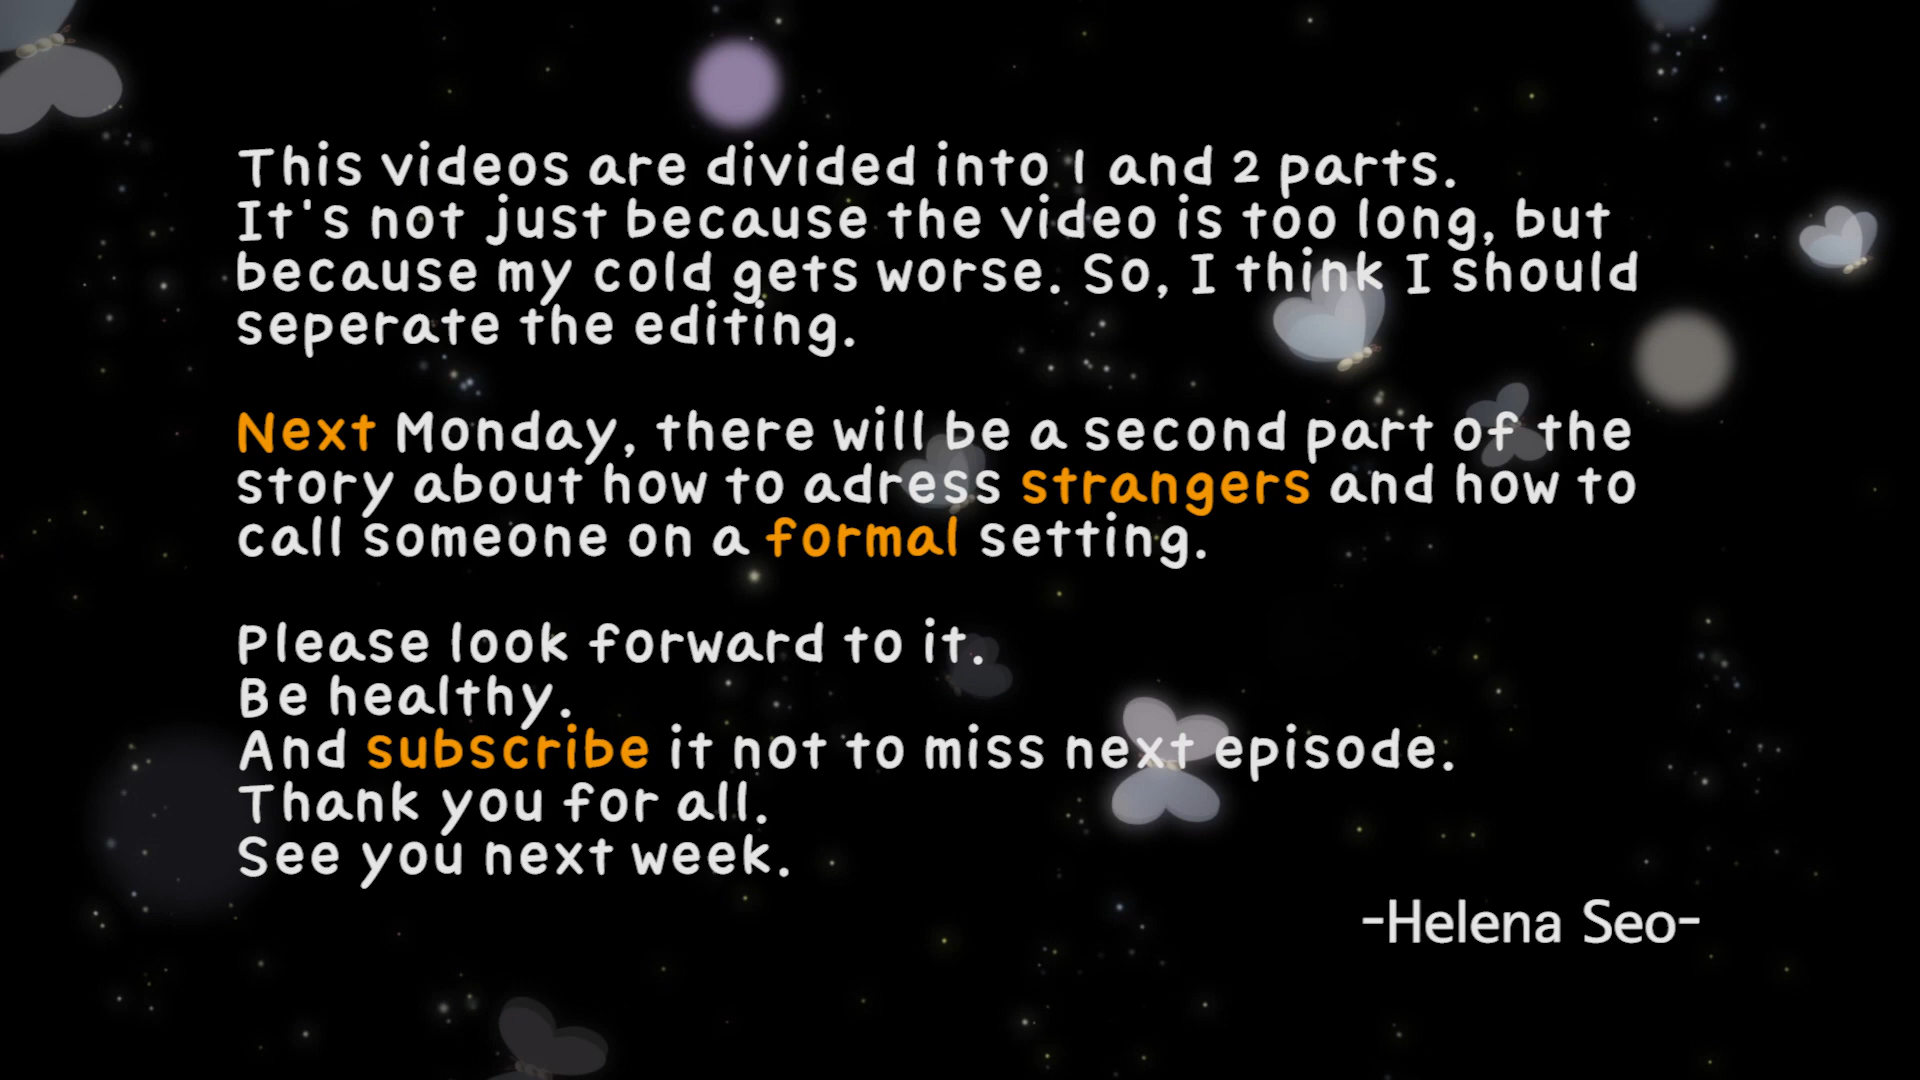 This videos are divided into 1 and 2 parts.
It's not just because the video is too long, but
because my cold gets worse. So, I think I should
seperate the editing.
Next Monday, there will be a second part of the
story about how to adress strangers and how to
call someone on a formal setting.
Please look forward to it.
Be healthy.
And subscribe it not to miss next episode.
Thank you for all.
See you next week.
-Helena Seo-